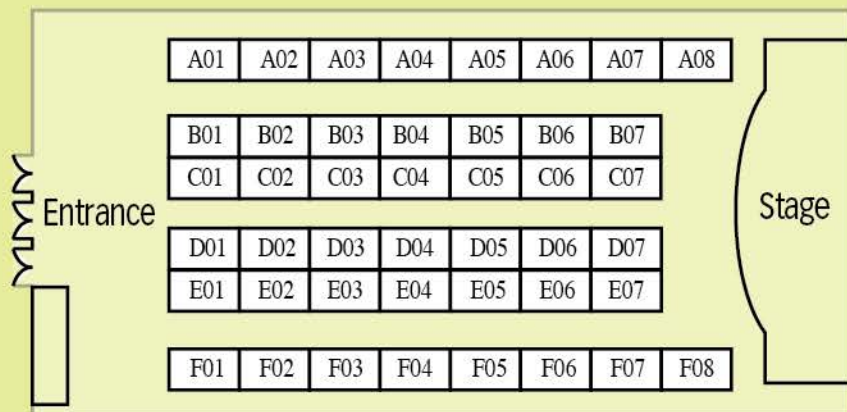 A01 A02 A03 A04 A05 A06 A07 A08
B01 B02 B03 B04 B05 B06 B07
C01 C02 C03 C04 C05 C06 C07
Entrance
Stage
D01 D02 D03 D04 D05 D06 D07
E01 E02 E03 E04 E05 E06 E07
F01 F02 F03 F04 F05 F06 F07 F08